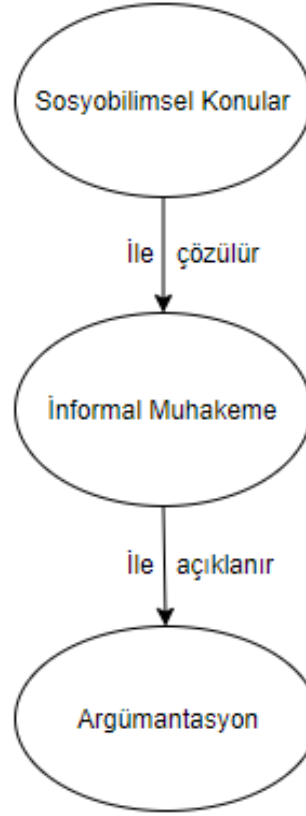 Sosyobilimsel Konular
İle çözülür
İnformal Muhakeme
İle açıklanır
Argümantasyon